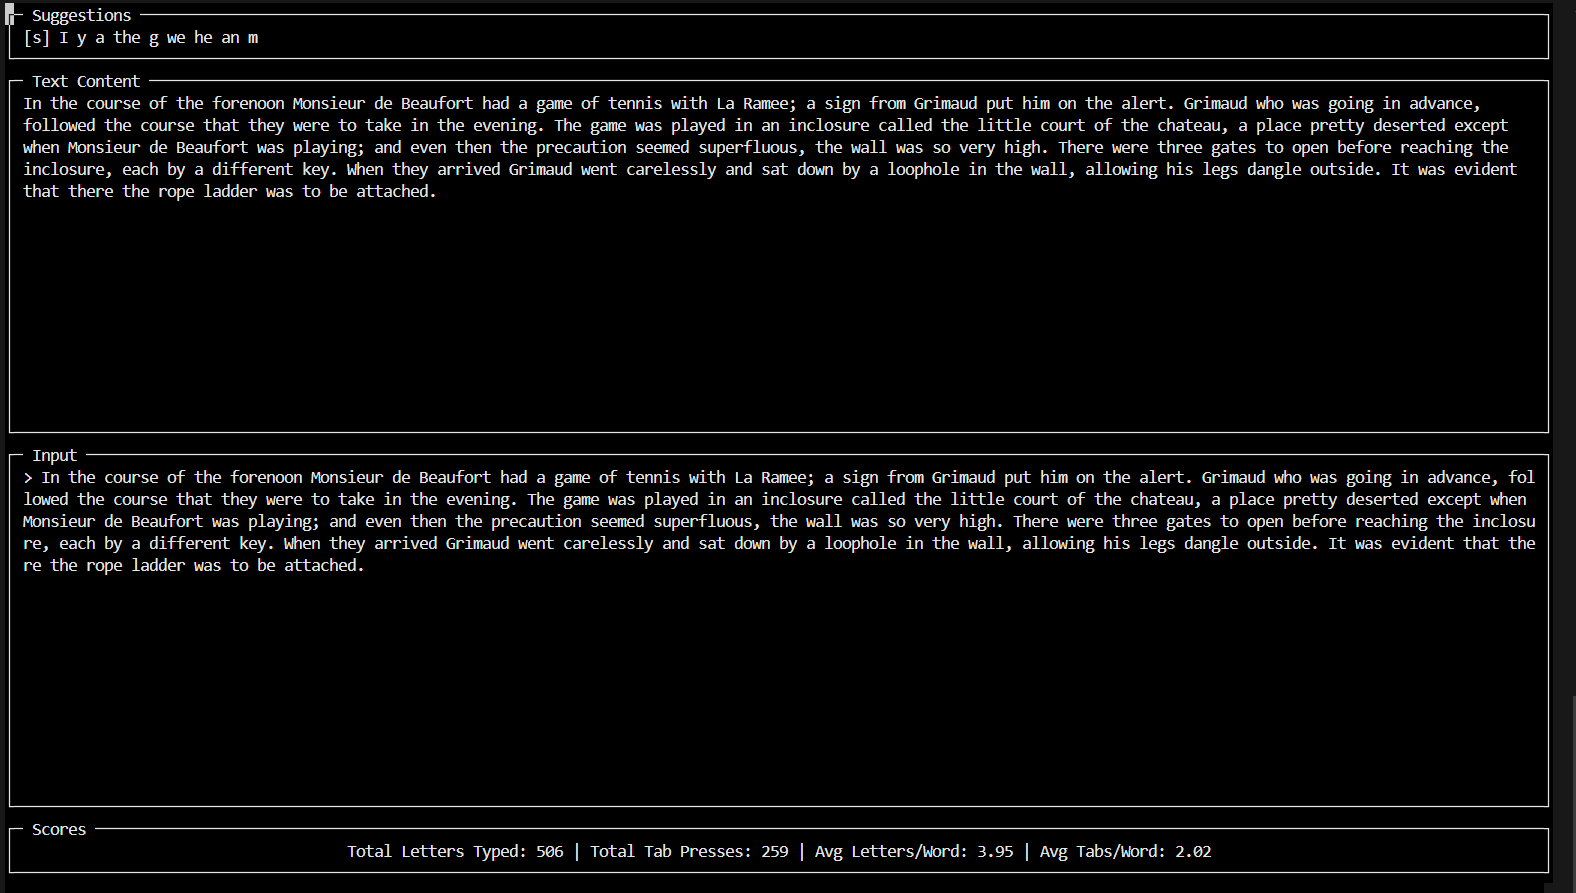 Suggestions
[s] I y a the g we he an m
Text Content
In the course of the forenoon Monsieur de Beaufort had a game of tennis with La Ramee; a sign from Grimaud put him on the alert. Grimaud who was going in advance,
followed the course that they were to take in the evening. The game was played in an inclosure called the little court of the chateau, a place pretty deserted except
when Monsieur de Beaufort was playing; and even then the precaution seemed superfluous, the wall was so very high. There were three gates to open before reaching the
inclosure, each by a different key. When they arrived Grimaud went carelessly and sat down by a loophole in the wall, allowing his legs dangle outside. It was evident
that there the rope ladder was to be attached.
Input
> In the course of the forenoon Monsieur de Beaufort had a game of tennis with La Ramee; a sign from Grimaud put him on the alert. Grimaud who was going in advance, fol
lowed the course that they were to take in the evening. The game was played in an inclosure called the little court of the chateau, a place pretty deserted except when
Monsieur de Beaufort was playing; and even then the precaution seemed superfluous, the wall was so very high. There were three gates to open before reaching the inclosu
re, each by a different key. When they arrived Grimaud went carelessly and sat down by a loophole in the wall, allowing his legs dangle outside. It was evident that the
re the rope ladder was to be attached.
Scores
Total Letters Typed: 506 | Total Tab Presses: 259 | Avg Letters/Word: 3.95 | Avg Tabs/Word: 2.02